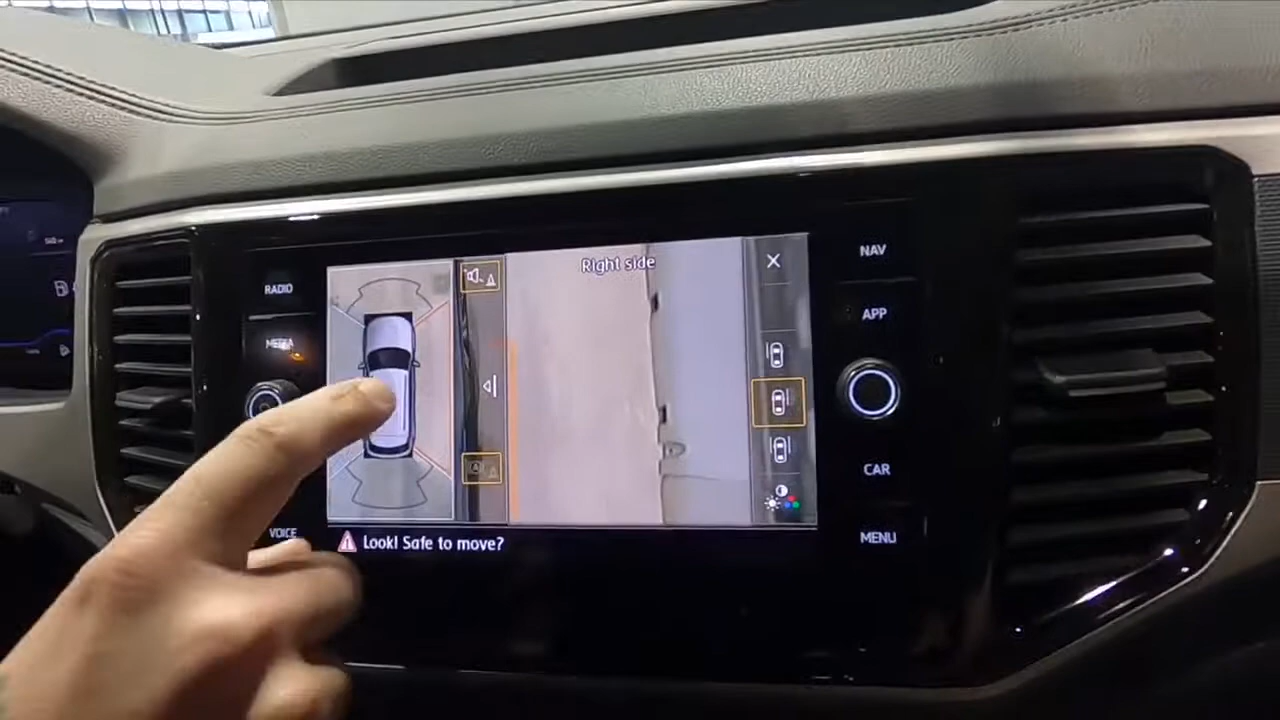 RADIO
MEDIA
VOICE
Right side
Look! Safe to move?
NAV
APP
CAR
MENU